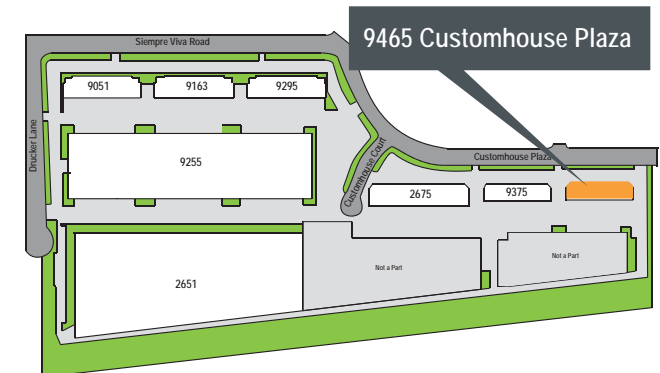 9465 Customhouse Plaza
Siempre Viva Road
9051
9163
9295
Drucker Lane
9255
Customhouse Court
Customhouse Plaza
2675
9375
Not a Part
Not a Part
2651